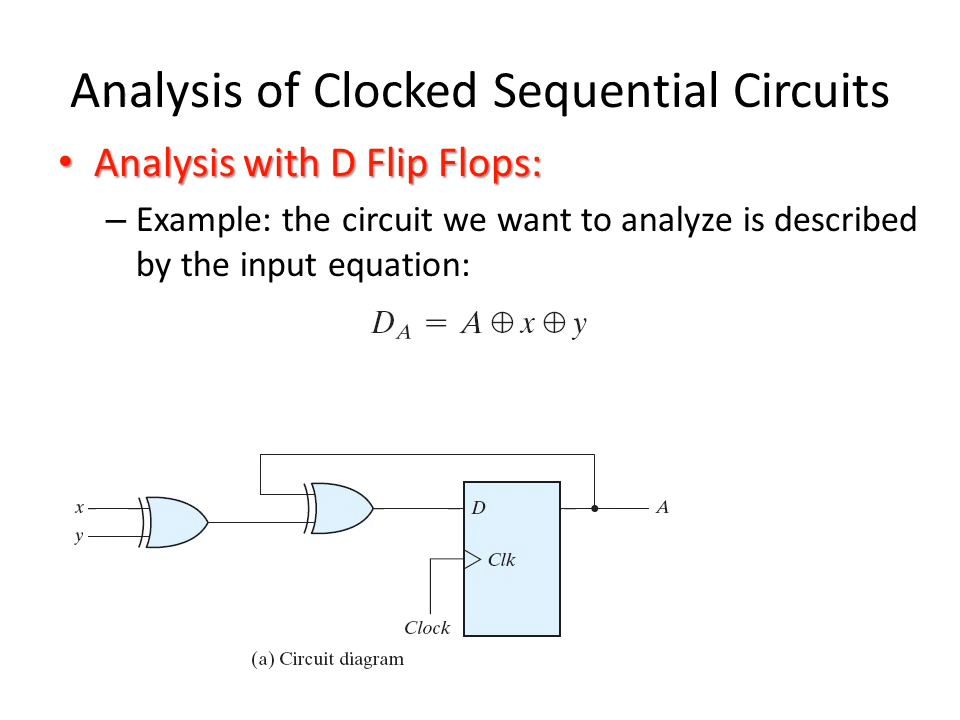 Analysis of Clocked Sequential Circuits
• Analysis with D Flip Flops:
– Example: the circuit we want to analyze is described
by the input equation:
D_A = A ⊕ x ⊕ y
x
y
D
A
Clk
Clock
(a) Circuit diagram